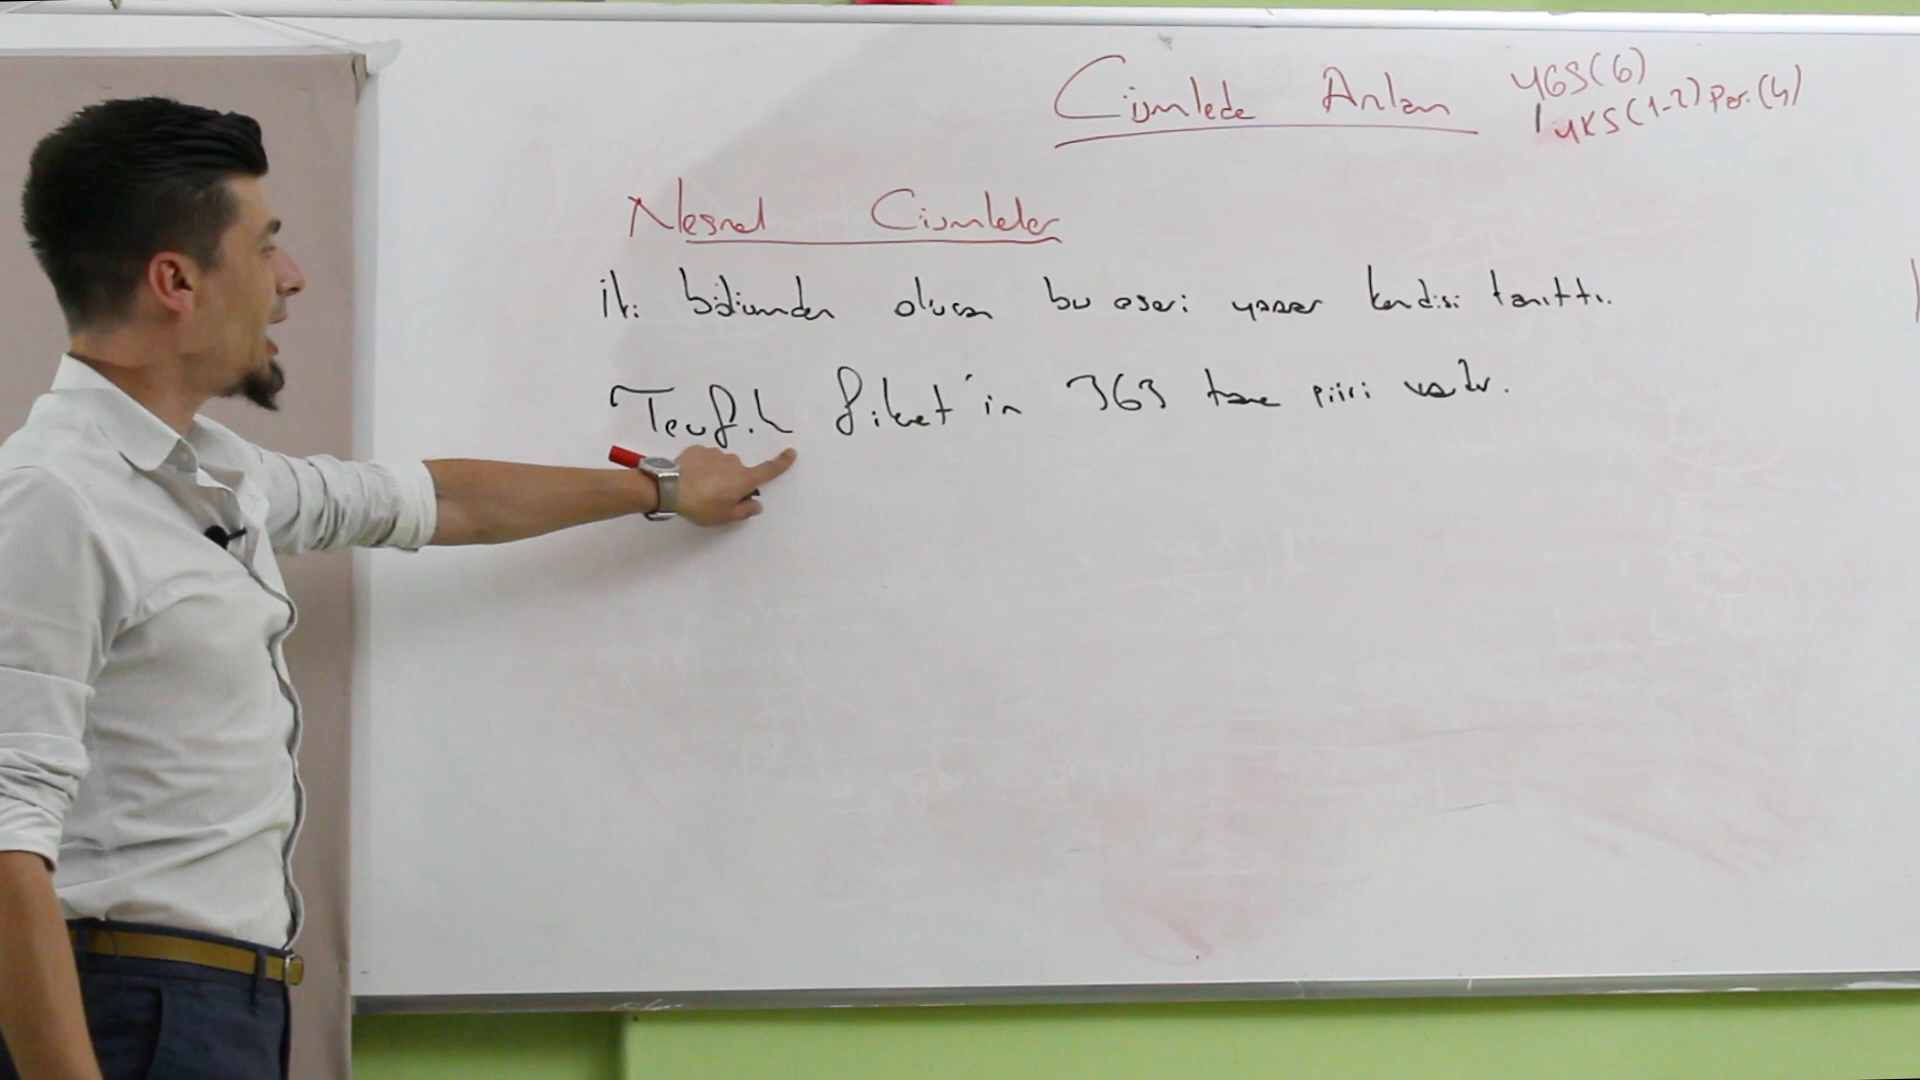 Cümlede Anlam
YGS(6)
YKS(1-2) Par.(4)
Nesnel Cümleler
İki bölümden oluşan bu eseri yazar kendisi tanıttı.
Tevfik Fikret'in 363 tane şiiri vardır.